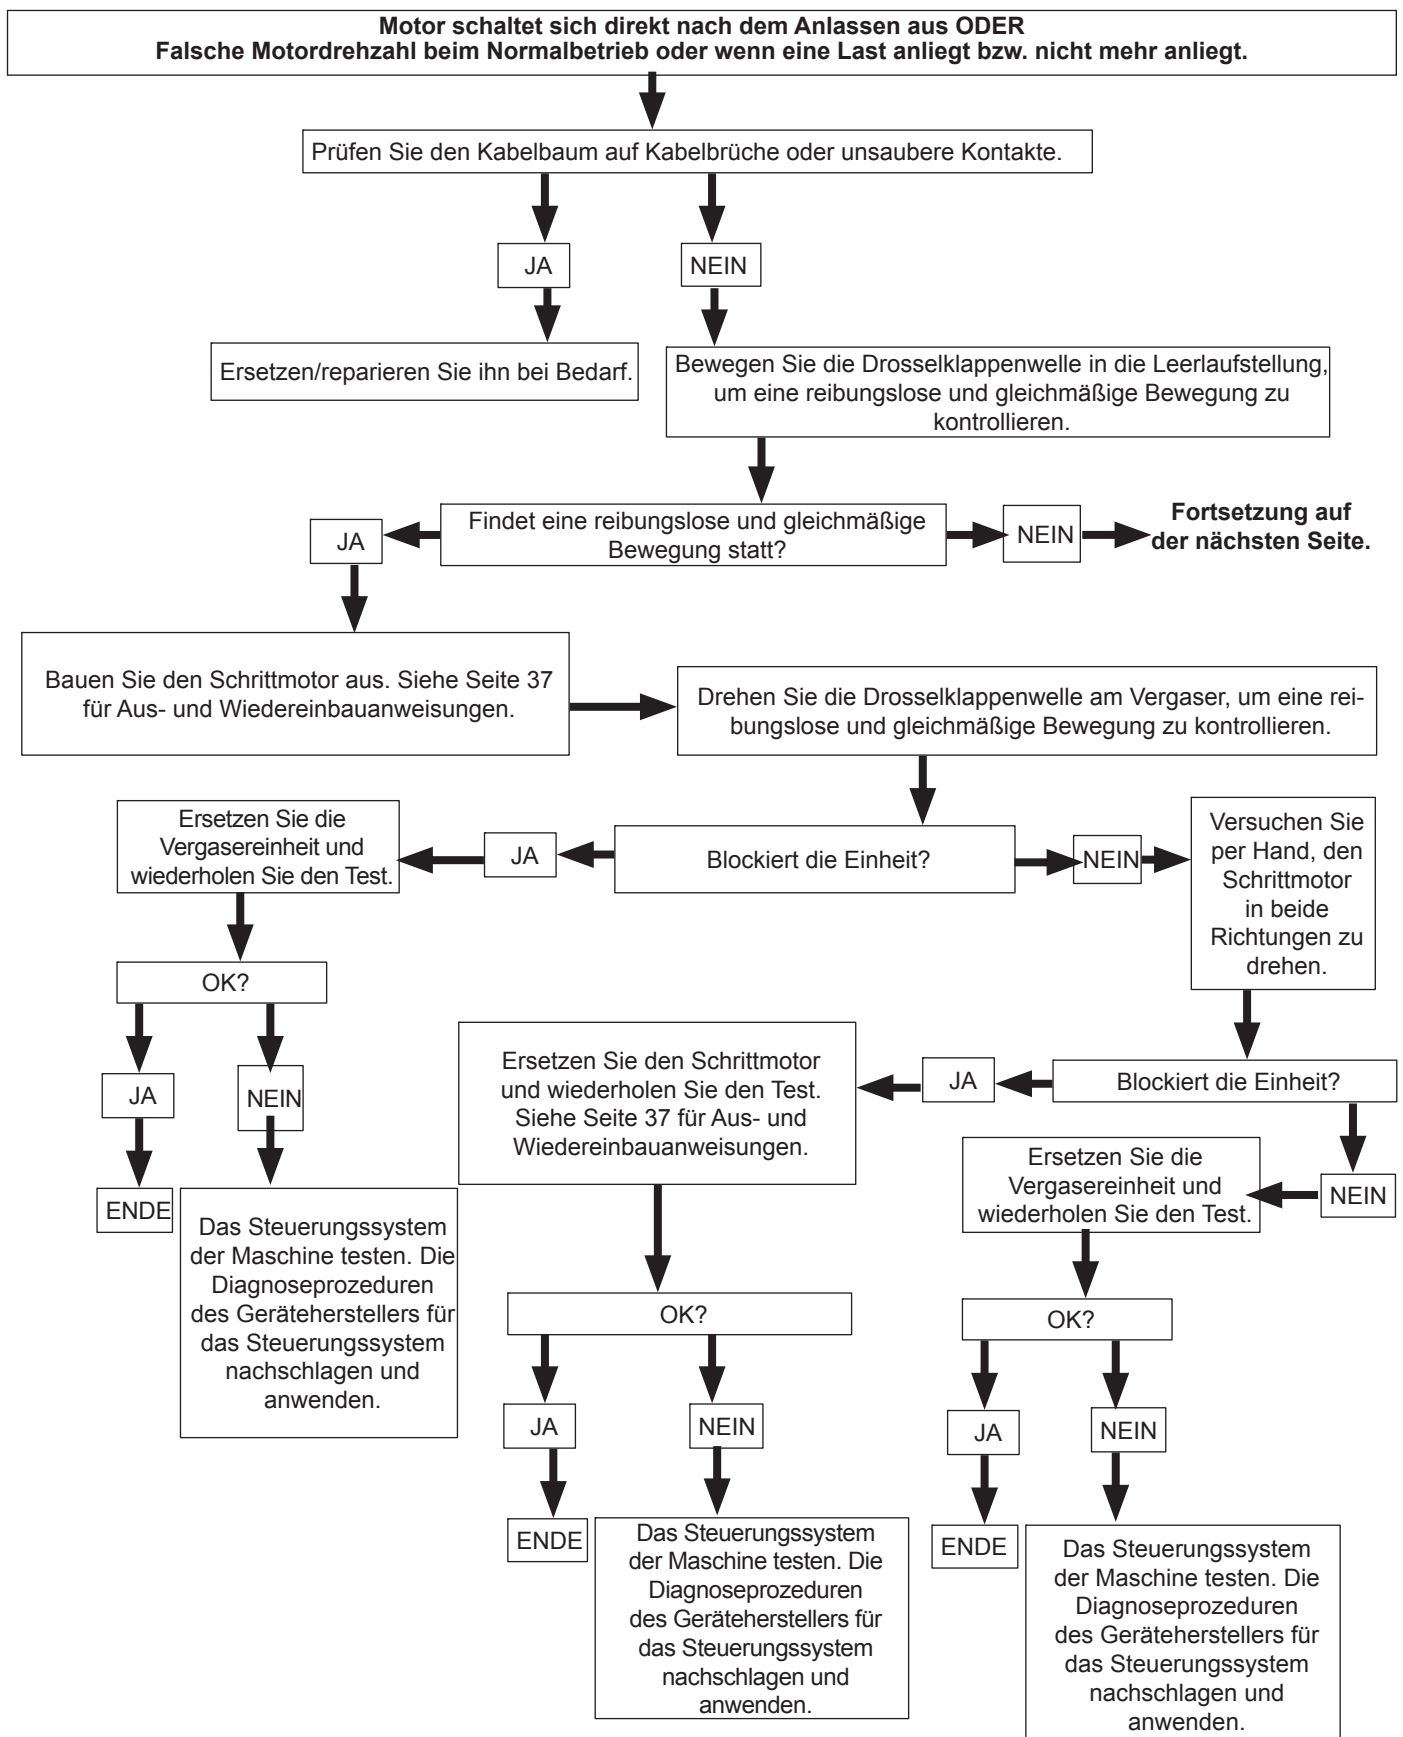 Motor schaltet sich direkt nach dem Anlassen aus ODER
Falsche Motordrehzahl beim Normalbetrieb oder wenn eine Last anliegt bzw. nicht mehr anliegt.
Prüfen Sie den Kabelbaum auf Kabelbrüche oder unsaubere Kontakte.
JA
NEIN
Ersetzen/reparieren Sie ihn bei Bedarf.
Bewegen Sie die Drosselklappenwelle in die Leerlaufstellung,
um eine reibungslose und gleichmäßige Bewegung zu
kontrollieren.
JA
Findet eine reibungslose und gleichmäßige
Bewegung statt?
NEIN
Fortsetzung auf
der nächsten Seite.
Bauen Sie den Schrittmotor aus. Siehe Seite 37
für Aus- und Wiedereinbauanweisungen.
Drehen Sie die Drosselklappenwelle am Vergaser, um eine rei-
bungslose und gleichmäßige Bewegung zu kontrollieren.
Ersetzen Sie die
Vergasereinheit und
wiederholen Sie den Test.
JA
Blockiert die Einheit?
NEIN
Versuchen Sie
per Hand, den
Schrittmotor
in beide
Richtungen zu
drehen.
OK?
JA
NEIN
ENDE
Das Steuerungssystem
der Maschine testen. Die
Diagnoseprozeduren
des Geräteherstellers für
das Steuerungssystem
nachschlagen und
anwenden.
Ersetzen Sie den Schrittmotor
und wiederholen Sie den Test.
Siehe Seite 37 für Aus- und
Wiedereinbauanweisungen.
JA
Blockiert die Einheit?
NEIN
Ersetzen Sie die
Vergasereinheit und
wiederholen Sie den Test.
OK?
JA
NEIN
ENDE
Das Steuerungssystem
der Maschine testen. Die
Diagnoseprozeduren
des Geräteherstellers für
das Steuerungssystem
nachschlagen und
anwenden.
OK?
JA
NEIN
ENDE
Das Steuerungssystem
der Maschine testen. Die
Diagnoseprozeduren
des Geräteherstellers für
das Steuerungssystem
nachschlagen und
anwenden.